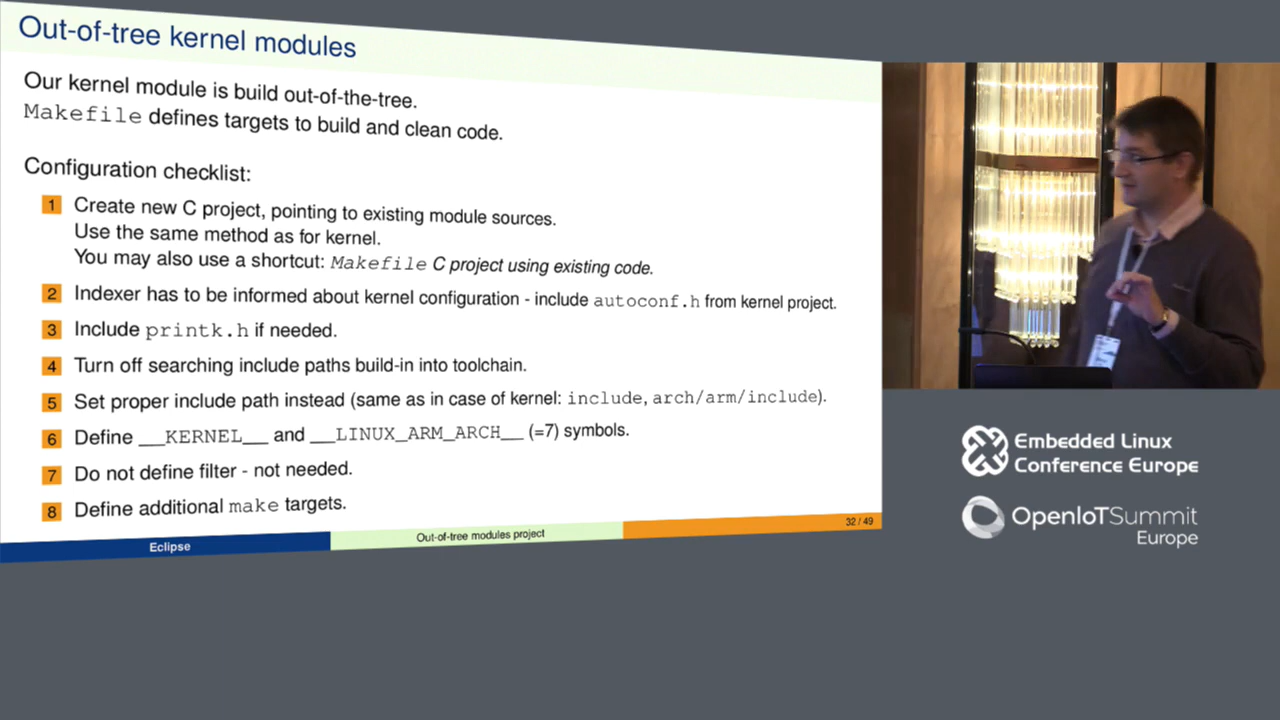 Out-of-tree kernel modules
Our kernel module is build out-of-the-tree.
Makefile defines targets to build and clean code.
Configuration checklist:
1 Create new C project, pointing to existing module sources.
Use the same method as for kernel.
You may also use a shortcut: Makefile C project using existing code.
2 Indexer has to be informed about kernel configuration - include autoconf.h from kernel project.
3 Include printk.h if needed.
4 Turn off searching include paths build-in into toolchain.
5 Set proper include path instead (same as in case of kernel: include, arch/arm/include).
6 Define __KERNEL__ and __LINUX_ARM_ARCH__ (=7) symbols.
7 Do not define filter - not needed.
8 Define additional make targets.
32 / 49
Eclipse
Out-of-tree modules project
Embedded Linux
Conference Europe
OpenIoTSummit
Europe